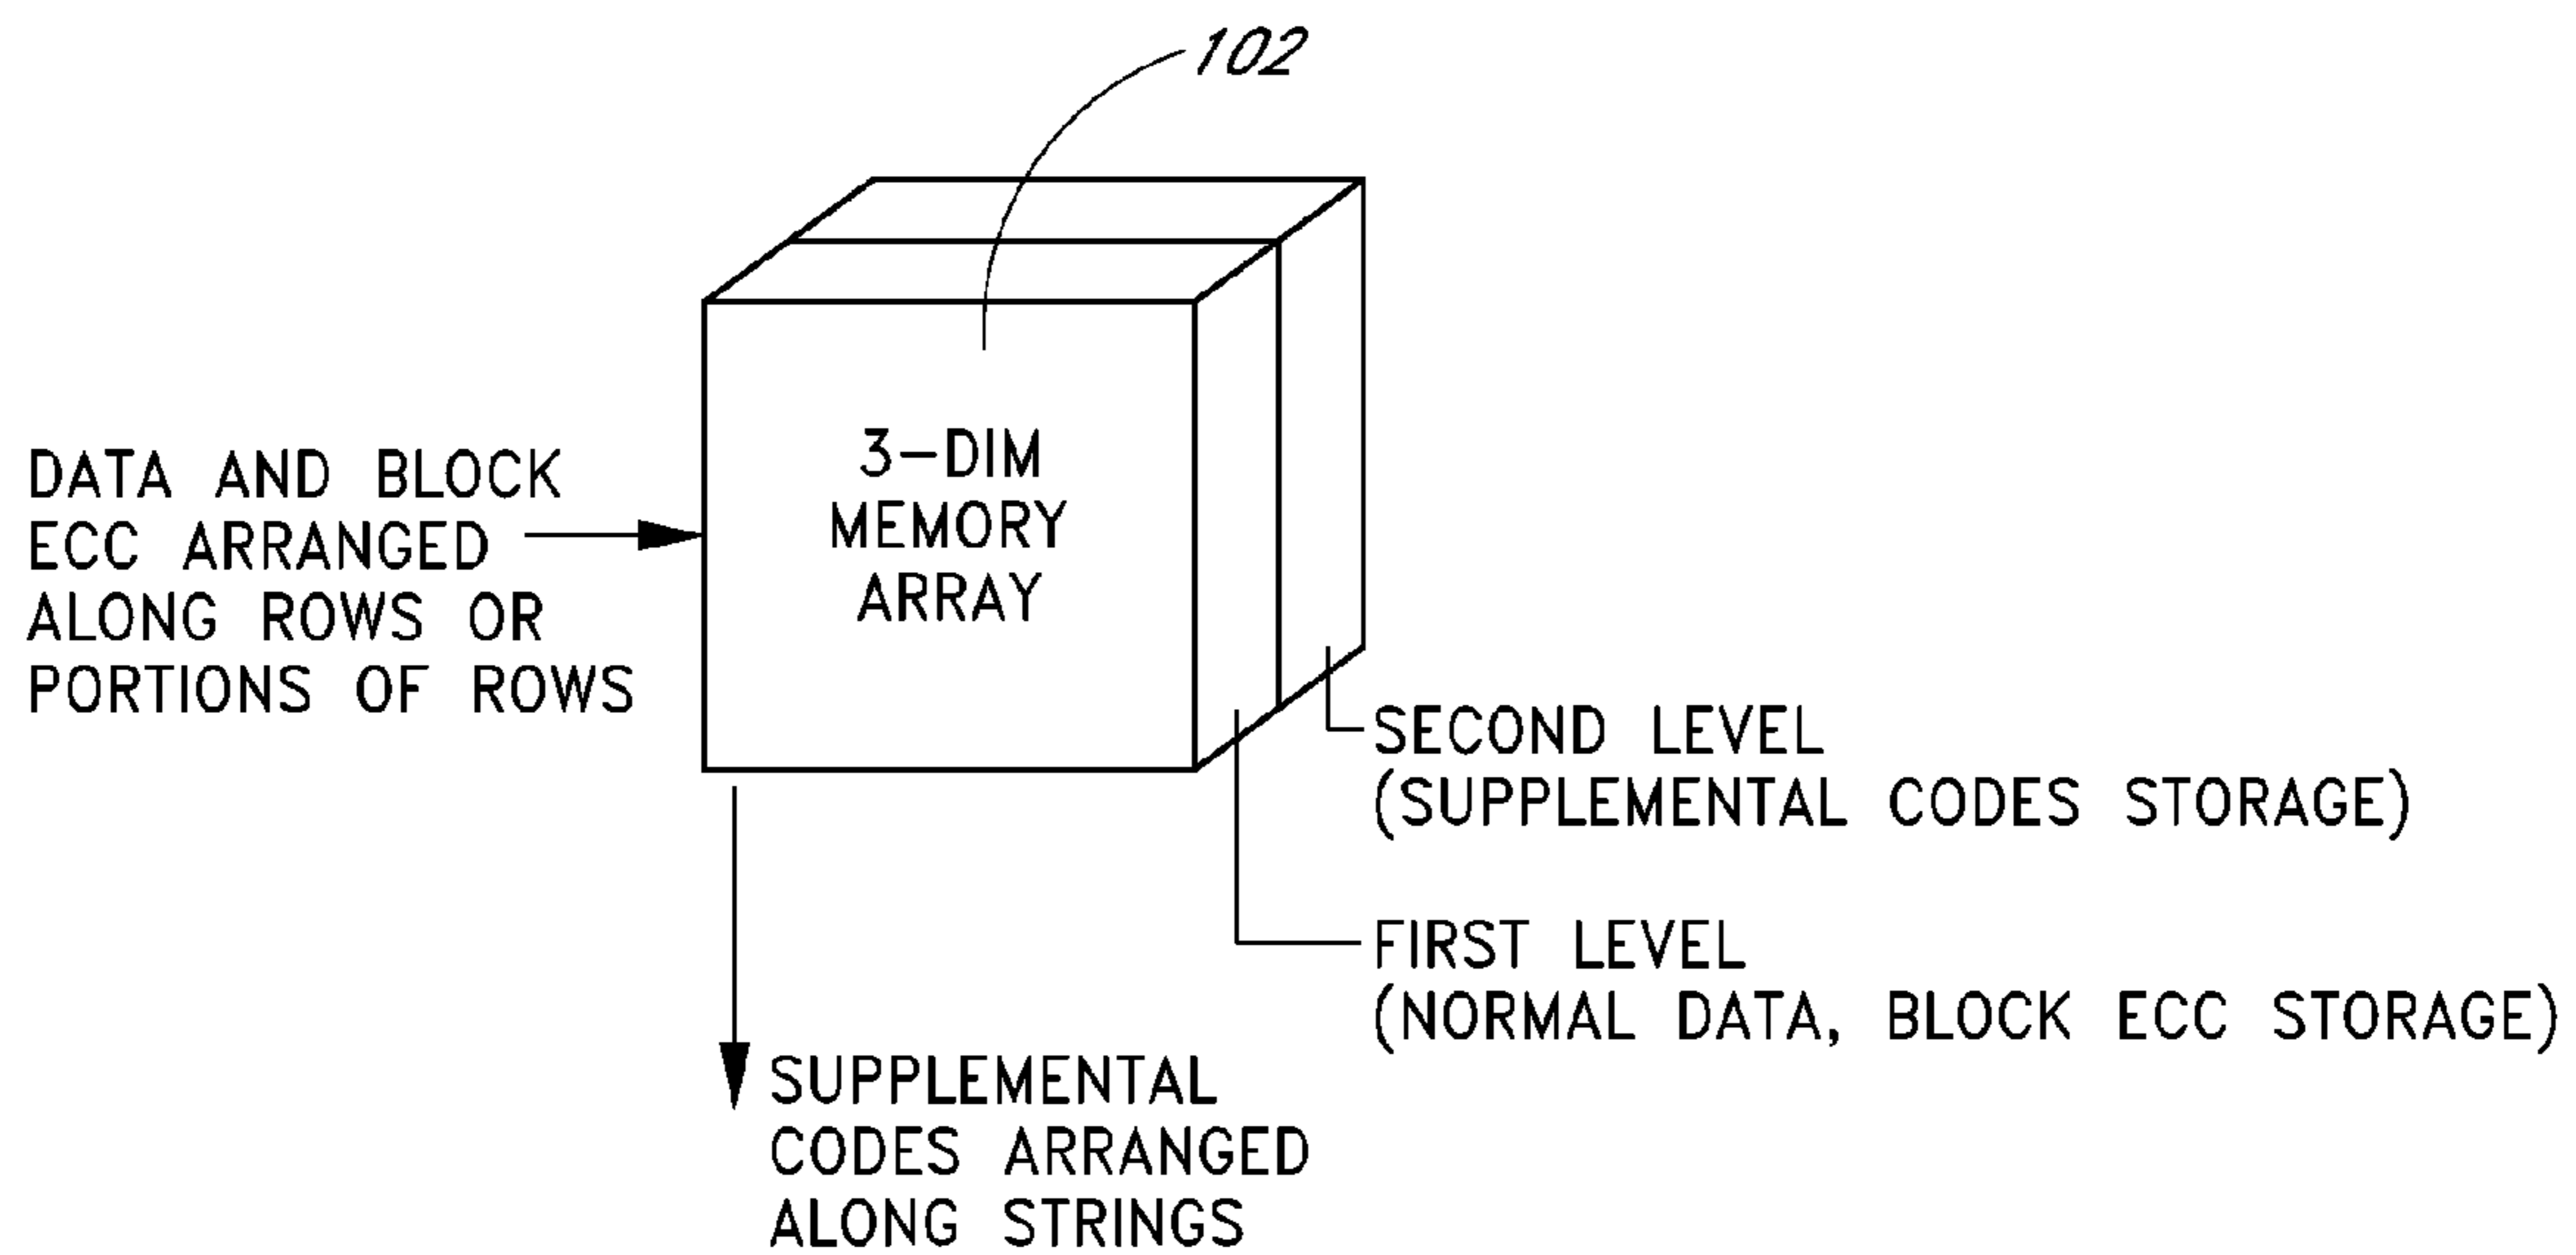 102
3-DIM
MEMORY
ARRAY
DATA AND BLOCK
ECC ARRANGED
ALONG ROWS OR
PORTIONS OF ROWS
SECOND LEVEL
(SUPPLEMENTAL CODES STORAGE)
FIRST LEVEL
(NORMAL DATA, BLOCK ECC STORAGE)
SUPPLEMENTAL
CODES ARRANGED
ALONG STRINGS